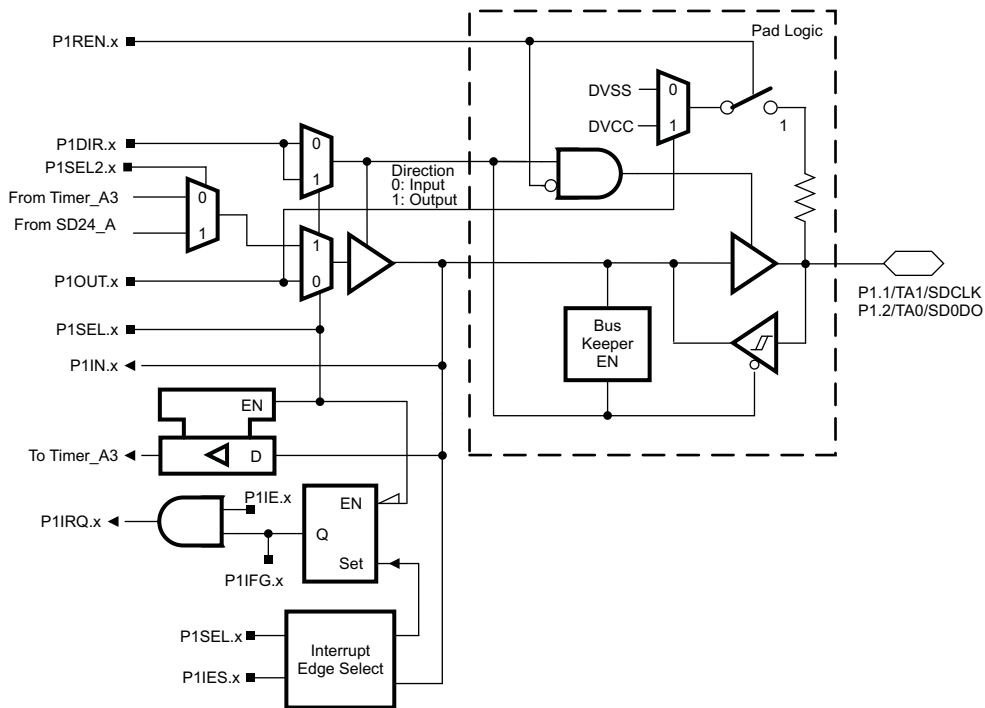 Pad Logic
P1REN.x
DVSS
0
DVCC
1
1
P1DIR.x
0
1
P1SEL2.x
Direction
0: Input
1: Output
From Timer_A3
0
From SD24_A
1
1
P1OUT.x
0
P1.1/TA1/SDCLK
P1.2/TA0/SD0DO
P1SEL.x
Bus
Keeper
EN
P1IN.x
EN
To Timer_A3
D
P1IE.x
EN
P1IRQ.x
Q
Set
P1IFG.x
P1SEL.x
Interrupt
Edge Select
P1IES.x